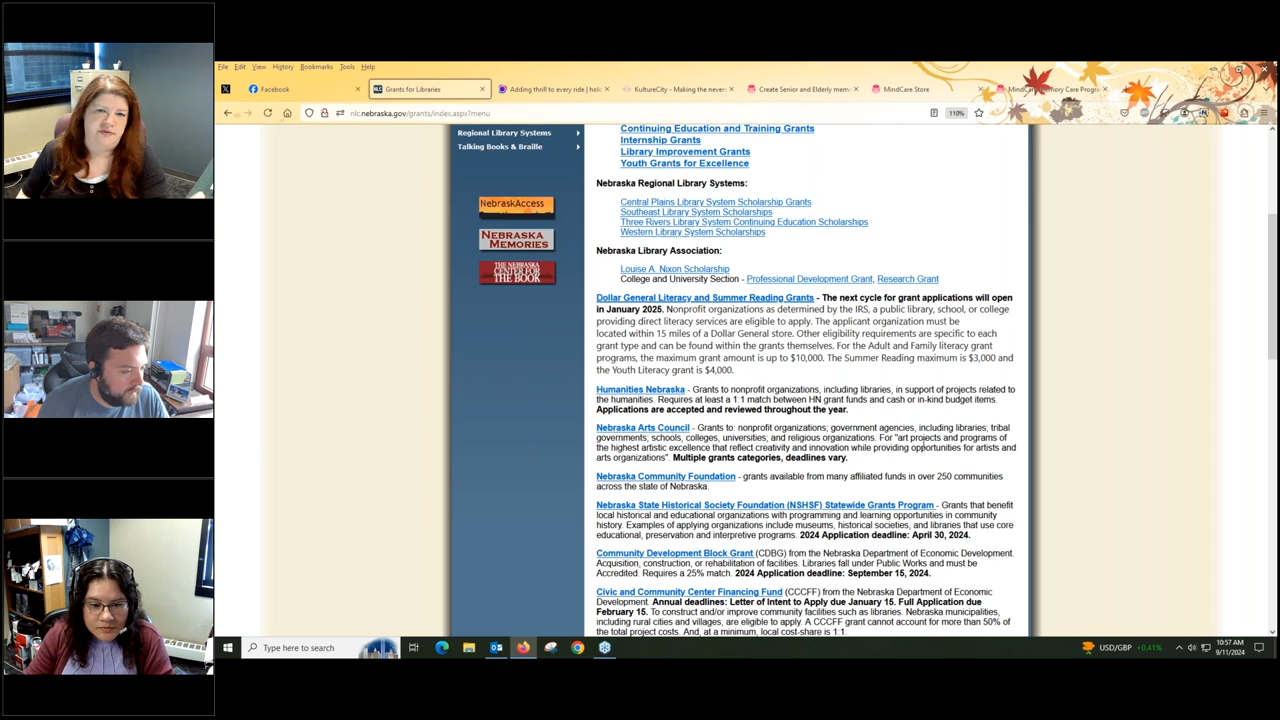 File Edit View History Bookmarks Tools Help
Facebook
Grants for Libraries
Adding thrill to every ride | holo
KultureCity - Making the never
Create Senior and Elderly mem
MindCare Store
nlc.nebraska.gov/grants/index.aspx?menu
110%
Continuing Education and Training Grants
Regional Library Systems
Internship Grants
Talking Books & Braille
Library Improvement Grants
Youth Grants for Excellence
Nebraska Regional Library Systems:
NebraskAccess
Central Plains Library System Scholarship Grants
Southeast Library System Scholarships
Three Rivers Library System Continuing Education Scholarships
Western Library System Scholarships
NEBRASKA
MEMORIES
Nebraska Library Association:
THE NEBRASKA
CENTER FOR
THE BOOK
Louise A. Nixon Scholarship
College and University Section - Professional Development Grant, Research Grant
Dollar General Literacy and Summer Reading Grants - The next cycle for grant applications will open
in January 2025. Nonprofit organizations as determined by the IRS, a public library, school, or college
providing direct literacy services are eligible to apply. The applicant organization must be
located within 15 miles of a Dollar General store. Other eligibility requirements are specific to each
grant type and can be found within the grants themselves. For the Adult and Family literacy grant
programs, the maximum grant amount is up to $10,000. The Summer Reading maximum is $3,000 and
the Youth Literacy grant is $4,000.
Humanities Nebraska - Grants to nonprofit organizations, including libraries, in support of projects related to
the humanities. Requires at least a 1:1 match between HN grant funds and cash or in-kind budget items.
Applications are accepted and reviewed throughout the year.
Nebraska Arts Council - Grants to: nonprofit organizations; government agencies, including libraries; tribal
governments; schools, colleges, universities; and religious organizations. For "art projects and programs of
the highest artistic excellence that reflect creativity and innovation while providing opportunities for artists and
arts organizations". Multiple grants categories, deadlines vary.
Nebraska Community Foundation - grants available from many affiliated funds in over 250 communities
across the state of Nebraska.
Nebraska State Historical Society Foundation (NSHSF) Statewide Grants Program - Grants that benefit
local historical and educational organizations with programming and learning opportunities in community
history. Examples of applying organizations include museums, historical societies, and libraries that use core
educational, preservation and interpretive programs. 2024 Application deadline: April 30, 2024.
Community Development Block Grant (CDBG) from the Nebraska Department of Economic Development.
Acquisition, construction, or rehabilitation of facilities. Libraries fall under Public Works and must be
Accredited. Requires a 25% match. 2024 Application deadline: September 15, 2024.
Civic and Community Center Financing Fund (CCCFF) from the Nebraska Department of Economic
Development. Annual deadlines: Letter of Intent to Apply due January 15. Full Application due
February 15. To construct and/or improve community facilities such as libraries. Nebraska municipalities,
including rural cities and villages, are eligible to apply. A CCCFF grant cannot account for more than 50% of
the total project costs. And, at a minimum, local cost-share is 1:1.
Type here to search
USD/GBP +0.41%
10:57 AM
9/11/2024